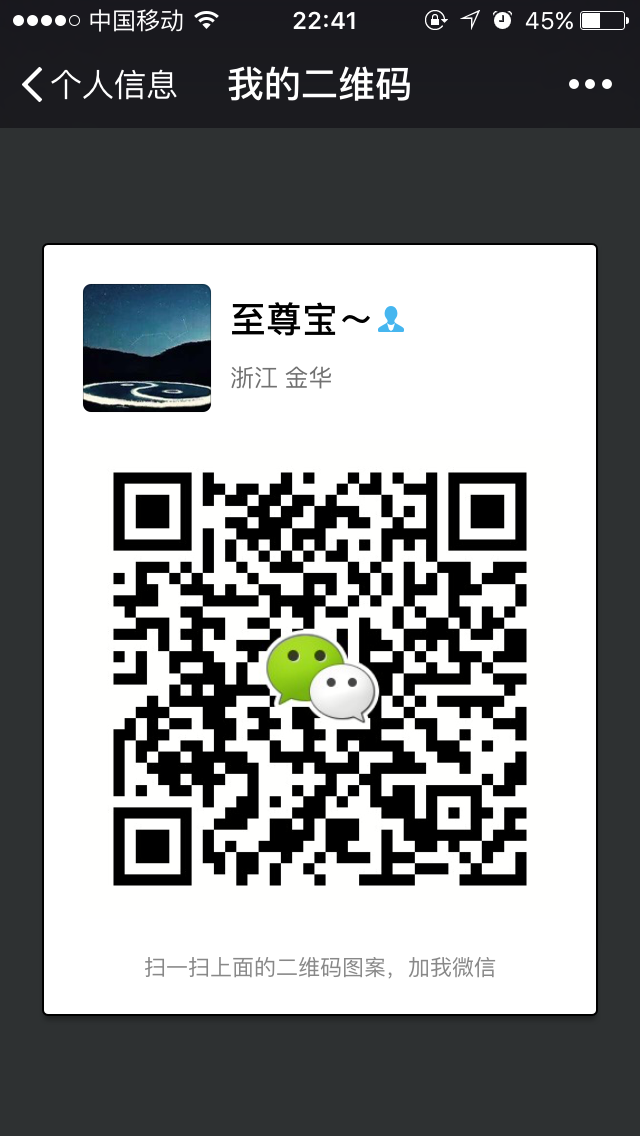 中国移动 22:41 45%
个人信息 我的二维码
至尊宝～
浙江 金华
扫一扫上面的二维码图案，加我微信